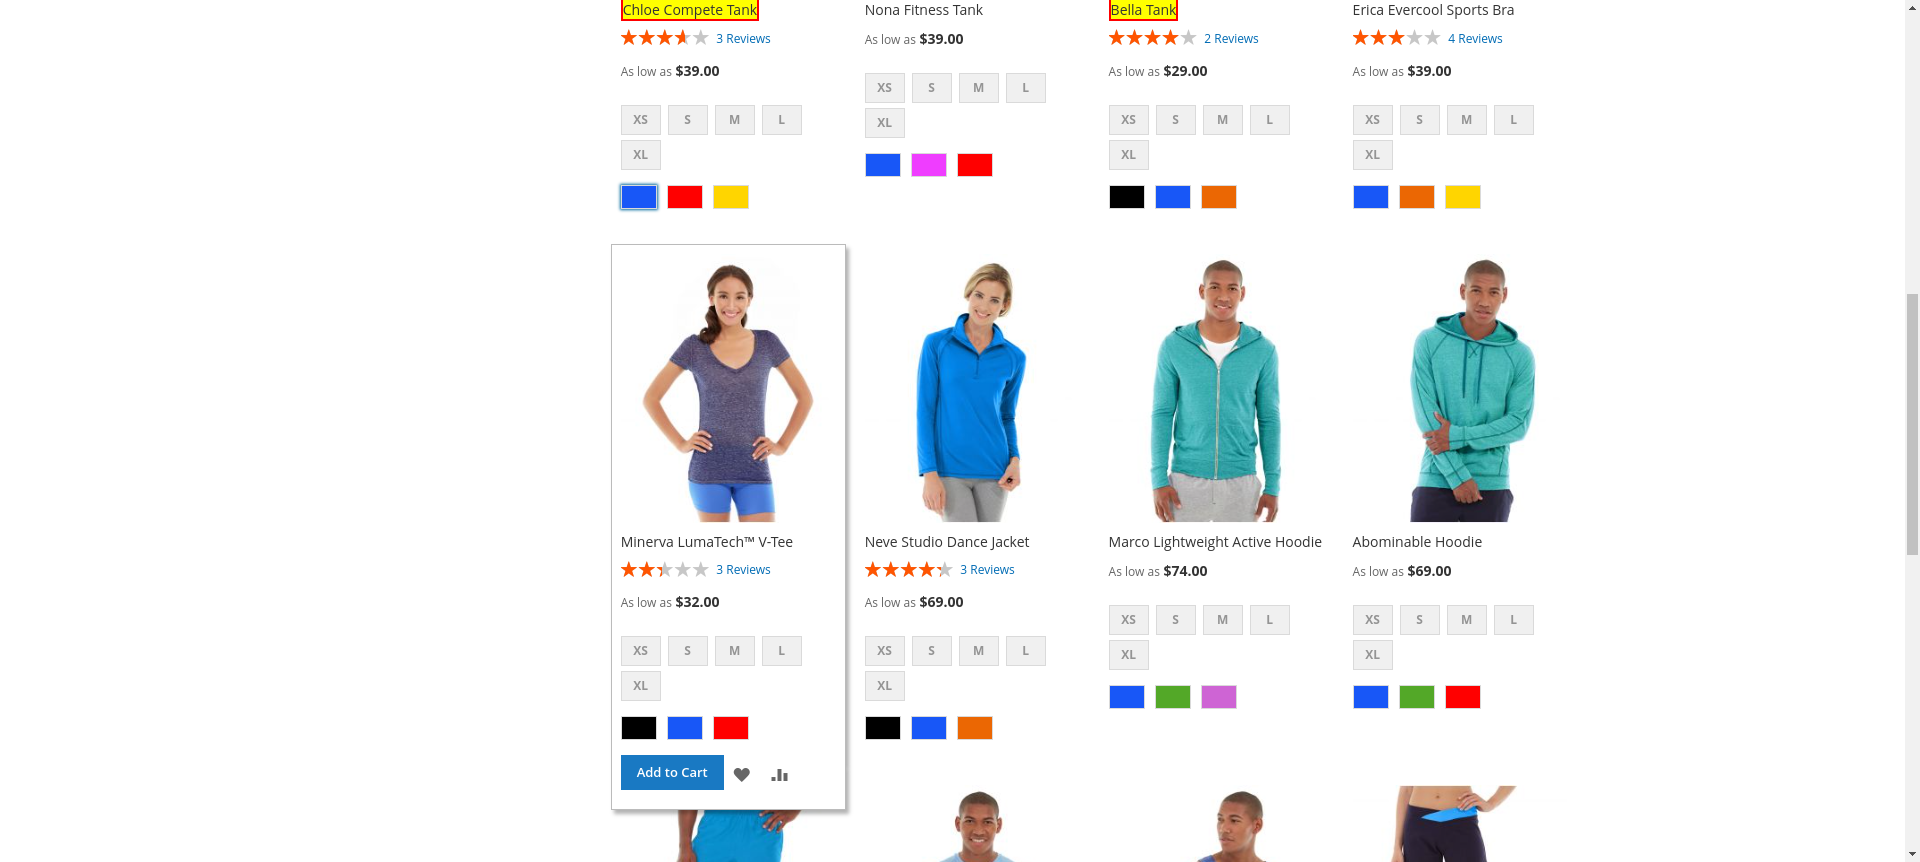 Chloe Compete Tank
Nona Fitness Tank
Bella Tank
Erica Evercool Sports Bra
3 Reviews
As low as $39.00
2 Reviews
4 Reviews
As low as $39.00
As low as $29.00
As low as $39.00
XS S M L
XL
XS S M L
XL
XS S M L
XL
XS S M L
XL
Minerva LumaTech™ V-Tee
Neve Studio Dance Jacket
Marco Lightweight Active Hoodie
Abominable Hoodie
3 Reviews
3 Reviews
As low as $74.00
As low as $69.00
As low as $32.00
As low as $69.00
XS S M L
XL
XS S M L
XL
XS S M L
XL
XS S M L
XL
Add to Cart